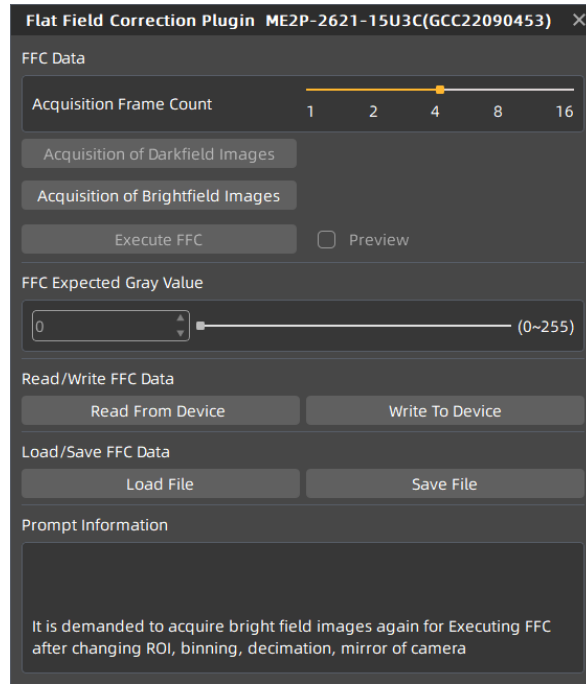 Flat Field Correction Plugin ME2P-2621-15U3C(GCC22090453)
FFC Data
Acquisition Frame Count
1 2 4 8 16
Acquisition of Darkfield Images
Acquisition of Brightfield Images
Execute FFC Preview
FFC Expected Gray Value
0 (0~255)
Read/Write FFC Data
Read From Device Write To Device
Load/Save FFC Data
Load File Save File
Prompt Information
It is demanded to acquire bright field images again for Executing FFC
after changing ROI, binning, decimation, mirror of camera